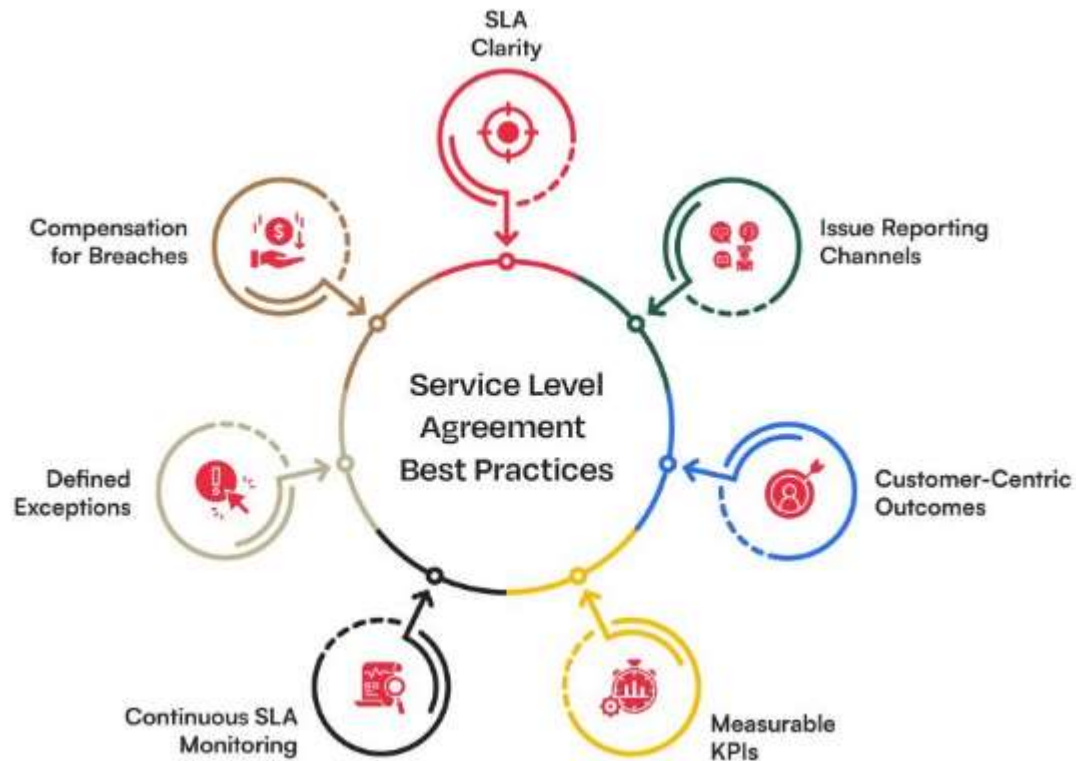 SLA
Clarity
Issue Reporting
Channels
Customer-Centric
Outcomes
Measurable
KPIs
Continuous SLA
Monitoring
Defined
Exceptions
Compensation
for Breaches
Service Level
Agreement
Best Practices